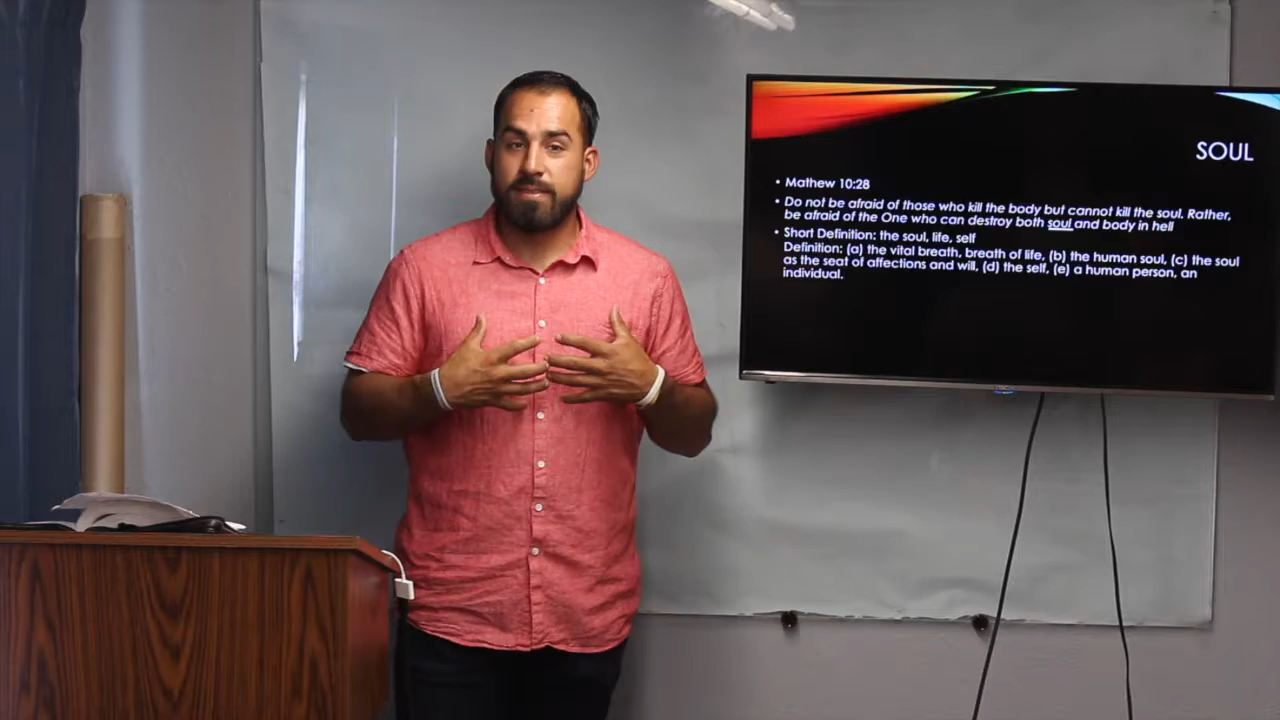 SOUL
• Mathew 10:28
• Do not be afraid of those who kill the body but cannot kill the soul. Rather,
be afraid of the One who can destroy both soul and body in hell
• Short Definition: the soul, life, self
Definition: (a) the vital breath, breath of life, (b) the human soul, (c) the soul
as the seat of affections and will, (d) the self, (e) a human person, an
individual.